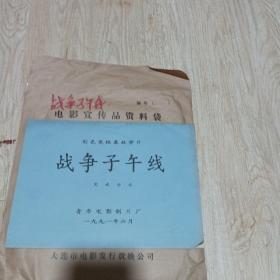 战争子午线
编号（　）
电影宣传品资料袋
彩色宽银幕故事片
战争子午线
完成台本
青年电影制片厂
一九九一年六月
大连市电影发行放映公司